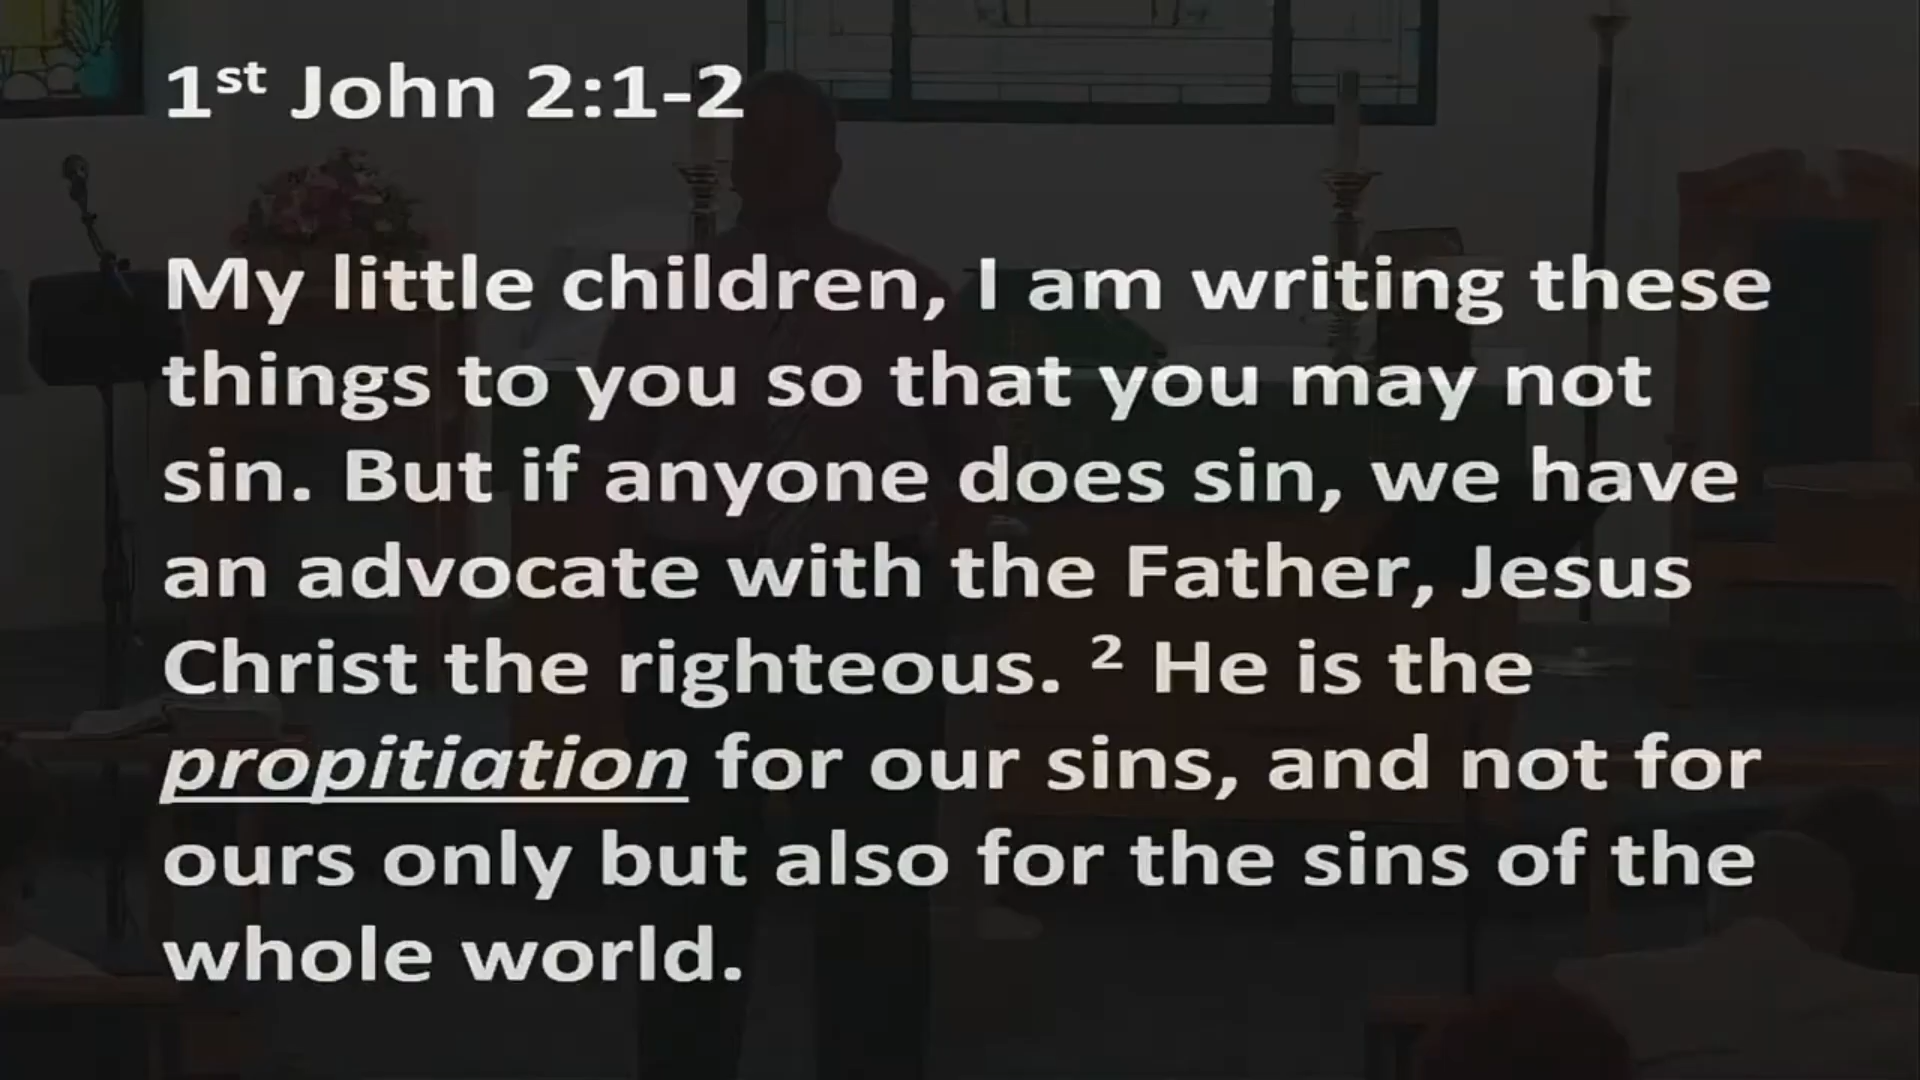 1st John 2:1-2
My little children, I am writing these
things to you so that you may not
sin. But if anyone does sin, we have
an advocate with the Father, Jesus
Christ the righteous. ² He is the
propitiation for our sins, and not for
ours only but also for the sins of the
whole world.